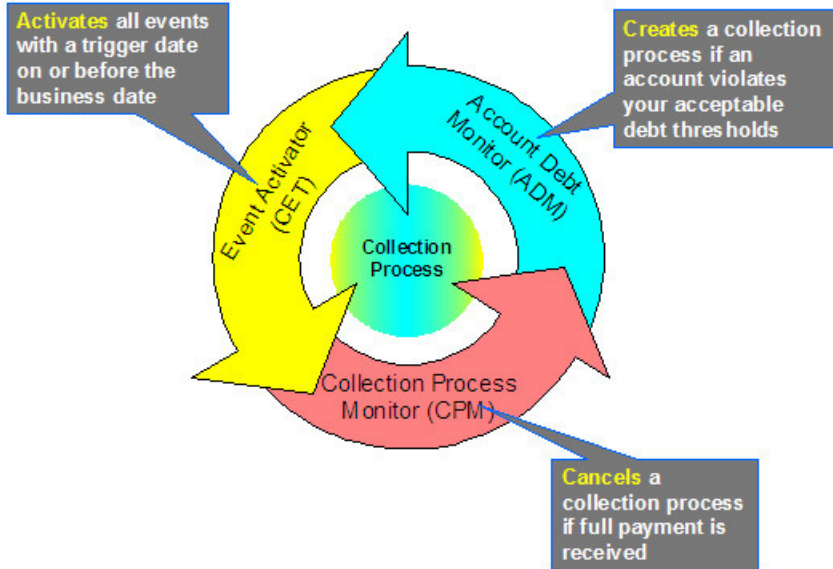 Activates all events
with a trigger date
on or before the
business date
Creates a collection
process if an
account violates
your acceptable
debt thresholds
Event Activator
(CET)
Account Debt
Monitor (ADM)
Collection
Process
Collection Process
Monitor (CPM)
Cancels a
collection process
if full payment is
received